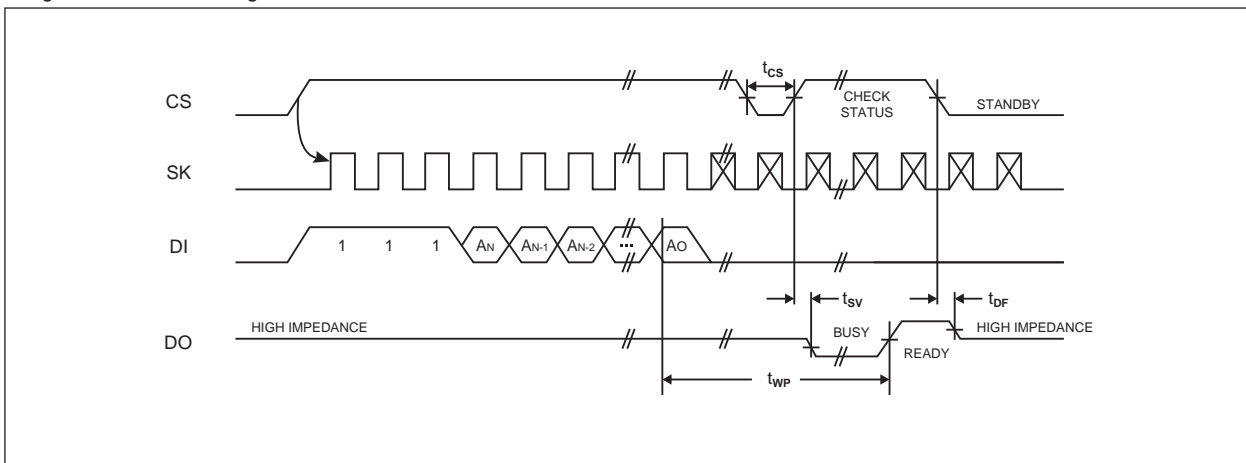 CS
tCS
CHECK
STATUS
STANDBY
SK
DI
1 1 1 AN AN-1 AN-2 ... AO
tSV
tDF
DO
HIGH IMPEDANCE
BUSY
READY
HIGH IMPEDANCE
tWP